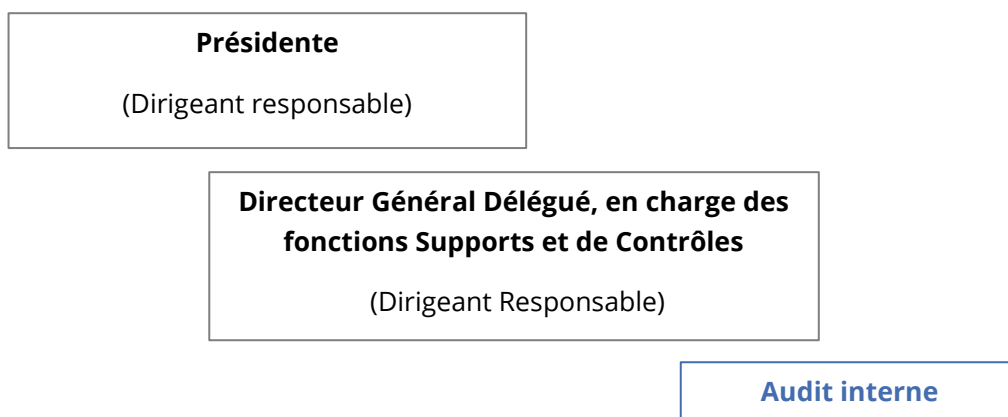 Présidente
(Dirigeant responsable)
Directeur Général Délégué, en charge des
fonctions Supports et de Contrôles
(Dirigeant Responsable)
Audit interne